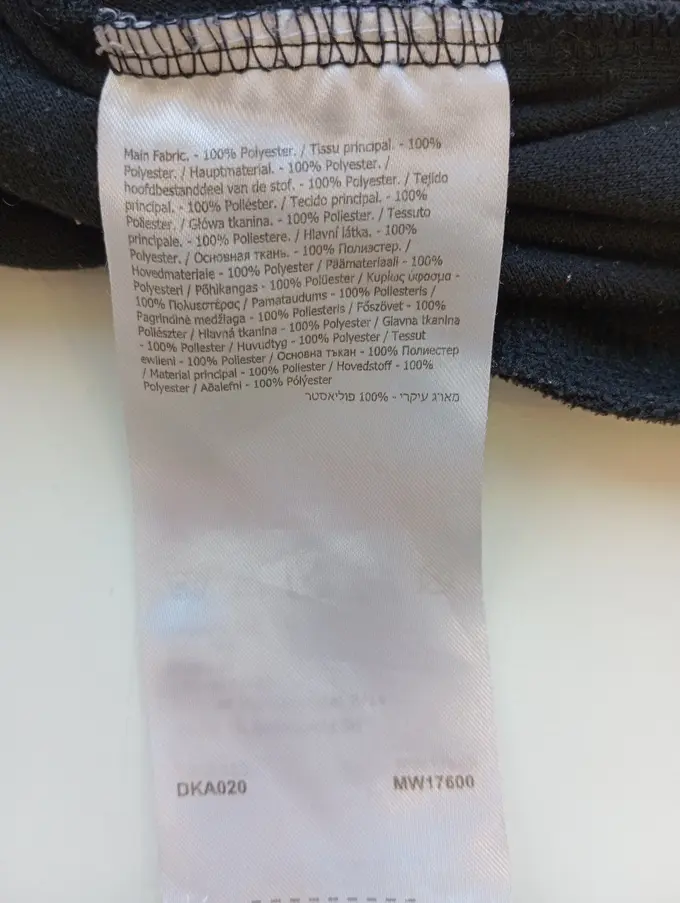 Main Fabric. - 100% Polyester. / Tissu principal. - 100%
Polyester. / Hauptmaterial. - 100% Polyester. /
hoofdbestanddeel van de stof. - 100% Polyester. / Tejido
principal. - 100% Poliéster. / Tecido principal. - 100%
Poliester. / Główa tkanina. - 100% Poliester. / Tessuto
principale. - 100% Poliestere. / Hlavní látka. - 100%
Polyester. / Основная ткань. - 100% Полиэстер. /
Hovedmateriale - 100% Polyester / Päämateriaali - 100%
Polyesteri / Põhikangas - 100% Polüester / Κυρίως ύφασμα -
100% Πολυεστέρας / Pamataudums - 100% Poliesteris /
Pagrindinė medžiaga - 100% Poliesteris / Főszövet - 100%
Poliészter / Hlavná tkanina - 100% Polyester / Glavna tkanina
- 100% Poliester / Huvudtyg - 100% Polyester / Tessut
ewlieni - 100% Poliester / Основна тъкан - 100% Полиестер
/ Material principal - 100% Poliester / Hovedstoff - 100%
Polyester / Aðalefni - 100% Pólýester
מארג עיקרי - 100% פוליאסטר
DKA020 MW17600